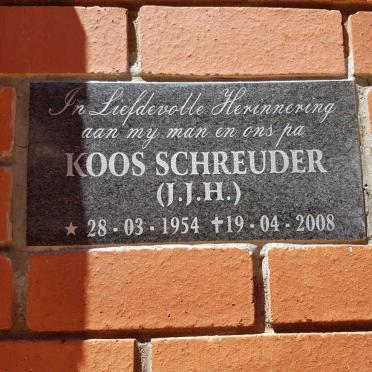 In Liefdevolle Herinnering
aan my man en ons pa
KOOS SCHREUDER
(J.J.H.)
★ 28 - 03 - 1954 ✝ 19 - 04 - 2008